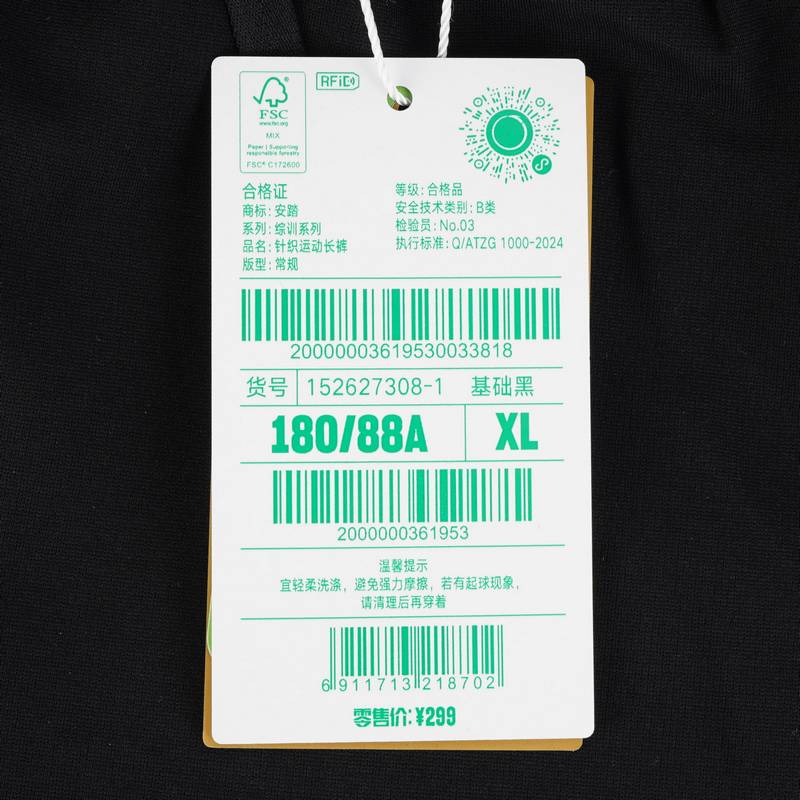 RFiD
FSC
www.fsc.org
MIX
Paper | Supporting
responsible forestry
FSC® C172600
合格证
商标：安踏
系列：综训系列
品名：针织运动长裤
版型：常规
等级：合格品
安全技术类别：B类
检验员：No.03
执行标准：Q/ATZG 1000-2024
20000003619530033818
货号 152627308-1 基础黑
180/88A XL
2000000361953
温馨提示
宜轻柔洗涤，避免强力摩擦，若有起球现象，
请清理后再穿着
6 911713 218702
零售价：¥299